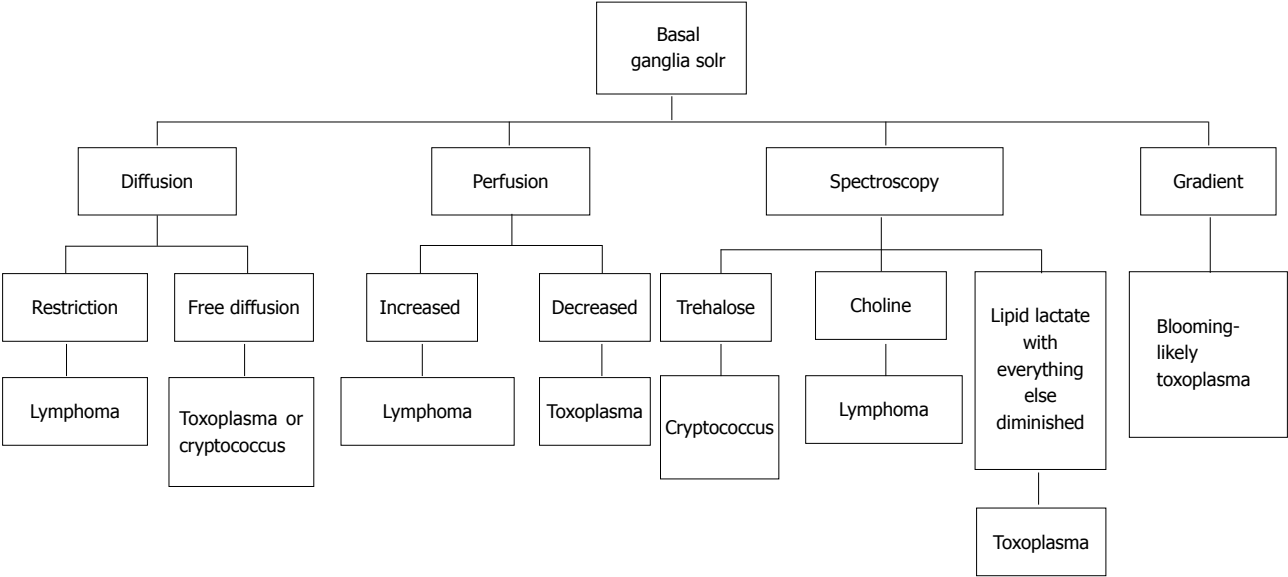 Basal
ganglia solr
Diffusion
Perfusion
Spectroscopy
Gradient
Restriction
Free diffusion
Increased
Decreased
Trehalose
Choline
Lipid lactate
with
everything
else
diminished
Blooming-
likely
toxoplasma
Lymphoma
Toxoplasma or
cryptococcus
Lymphoma
Toxoplasma
Cryptococcus
Lymphoma
Toxoplasma